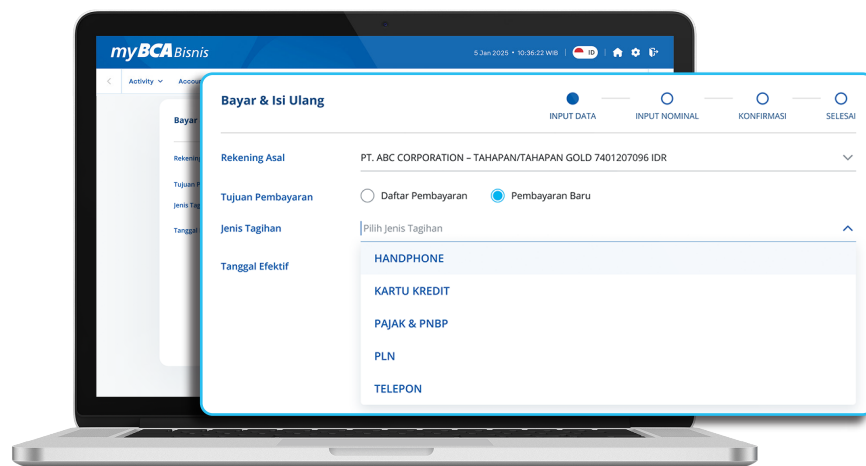 myBCA Bisnis
5 Jan 2025 • 10:36:22 WIB
ID
Activity
Bayar
Bayar & Isi Ulang
INPUT DATA
INPUT NOMINAL
KONFIRMASI
SELESAI
Rekening Asal
PT. ABC CORPORATION – TAHAPAN/TAHAPAN GOLD 7401207096 IDR
Tujuan Pembayaran
Daftar Pembayaran
Pembayaran Baru
Jenis Tagihan
Pilih Jenis Tagihan
Tanggal Efektif
HANDPHONE
KARTU KREDIT
PAJAK & PNBP
PLN
TELEPON